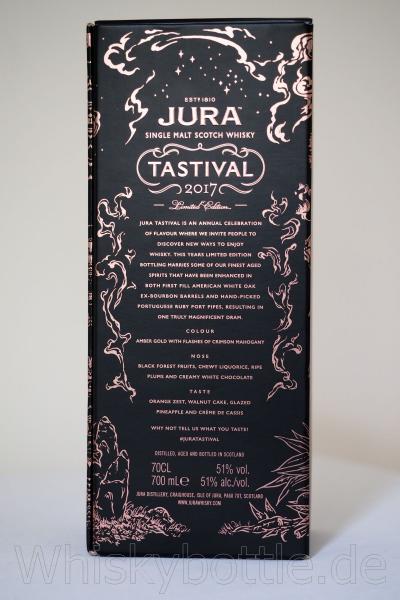 ESTD 1810
JURA™
SINGLE MALT SCOTCH WHISKY
TASTIVAL
2017
Limited Edition
JURA TASTIVAL IS AN ANNUAL CELEBRATION
OF FLAVOUR WHERE WE INVITE PEOPLE TO
DISCOVER NEW WAYS TO ENJOY
WHISKY. THIS YEARS LIMITED EDITION
BOTTLING MARRIES SOME OF OUR FINEST AGED
SPIRITS THAT HAVE BEEN ENHANCED IN
BOTH FIRST FILL AMERICAN WHITE OAK
EX-BOURBON BARRELS AND HAND-PICKED
PORTUGUESE RUBY PORT PIPES, RESULTING IN
ONE TRULY MAGNIFICENT DRAM.
COLOUR
AMBER GOLD WITH FLASHES OF CRIMSON MAHOGANY
NOSE
BLACK FOREST FRUITS, CHEWY LIQUORICE, RIPE
PLUMS AND CREAMY WHITE CHOCOLATE
TASTE
ORANGE ZEST, WALNUT CAKE, GLAZED
PINEAPPLE AND CRÈME DE CASSIS
WHY NOT TELL US WHAT YOU TASTE?
#JURATASTIVAL
DISTILLED, AGED AND BOTTLED IN SCOTLAND
70CL 51% vol.
700 mL℮ 51% alc./vol.
JURA DISTILLERY, CRAIGHOUSE, ISLE OF JURA, PA60 7XT, SCOTLAND
WWW.JURAWHISKY.COM
Whiskybottle.de